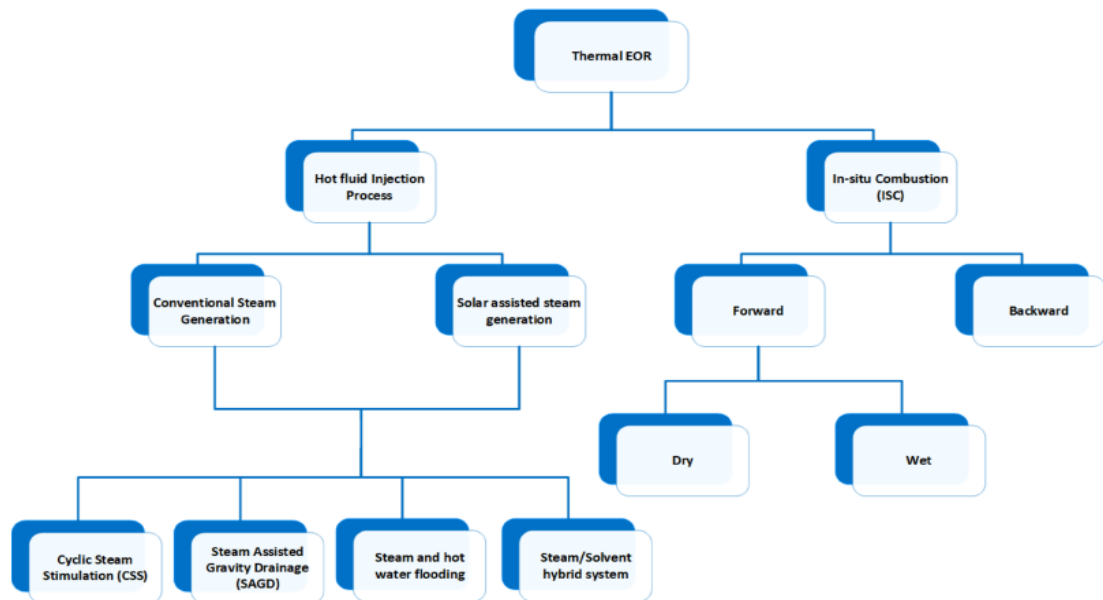 Thermal EOR
Hot fluid Injection
Process
In-situ Combustion
(ISC)
Conventional Steam
Generation
Solar assisted steam
generation
Forward
Backward
Dry
Wet
Cyclic Steam
Stimulation (CSS)
Steam Assisted
Gravity Drainage
(SAGD)
Steam and hot
water flooding
Steam/Solvent
hybrid system